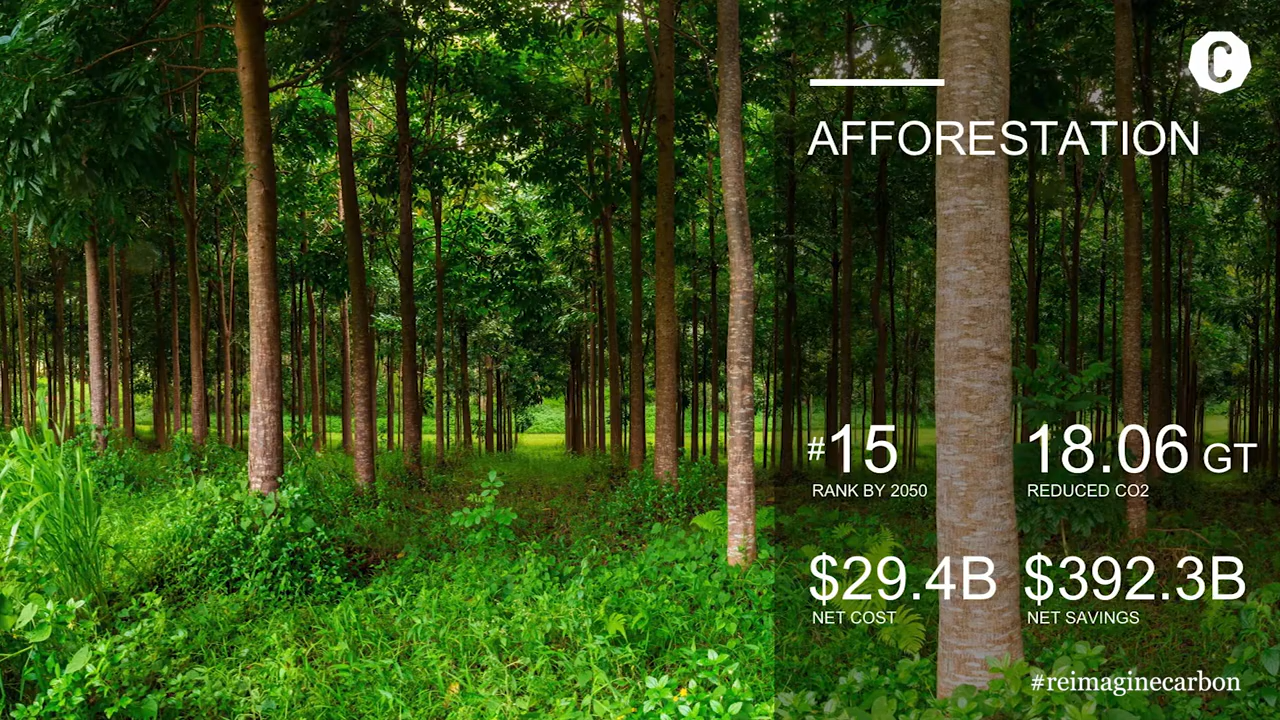 C
AFFORESTATION
#15
RANK BY 2050
18.06 GT
REDUCED CO2
$29.4B
NET COST
$392.3B
NET SAVINGS
#reimaginecarbon